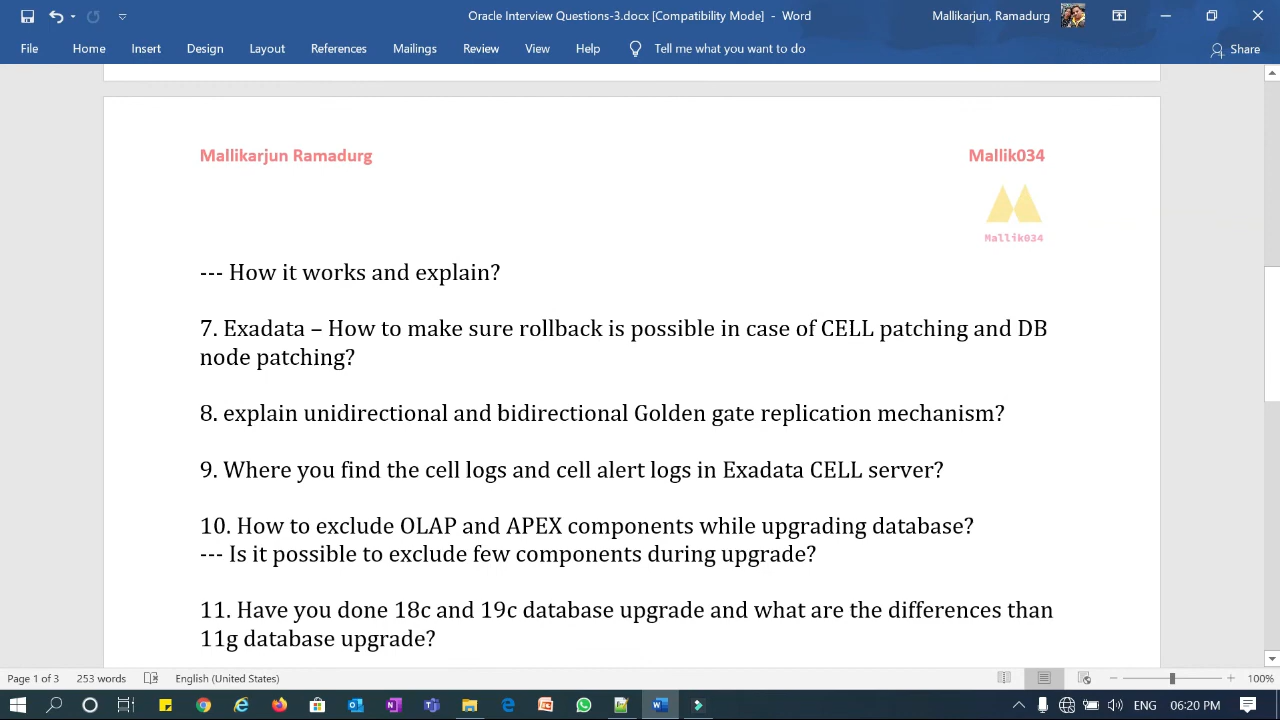 Oracle Interview Questions-3.docx [Compatibility Mode] - Word
Mallikarjun, Ramadurg
File Home Insert Design Layout References Mailings Review View Help Tell me what you want to do Share
Mallikarjun Ramadurg Mallik034
Mallik034
--- How it works and explain?
7. Exadata – How to make sure rollback is possible in case of CELL patching and DB
node patching?
8. explain unidirectional and bidirectional Golden gate replication mechanism?
9. Where you find the cell logs and cell alert logs in Exadata CELL server?
10. How to exclude OLAP and APEX components while upgrading database?
--- Is it possible to exclude few components during upgrade?
11. Have you done 18c and 19c database upgrade and what are the differences than
11g database upgrade?
Page 1 of 3 253 words English (United States) 100%
ENG 06:20 PM